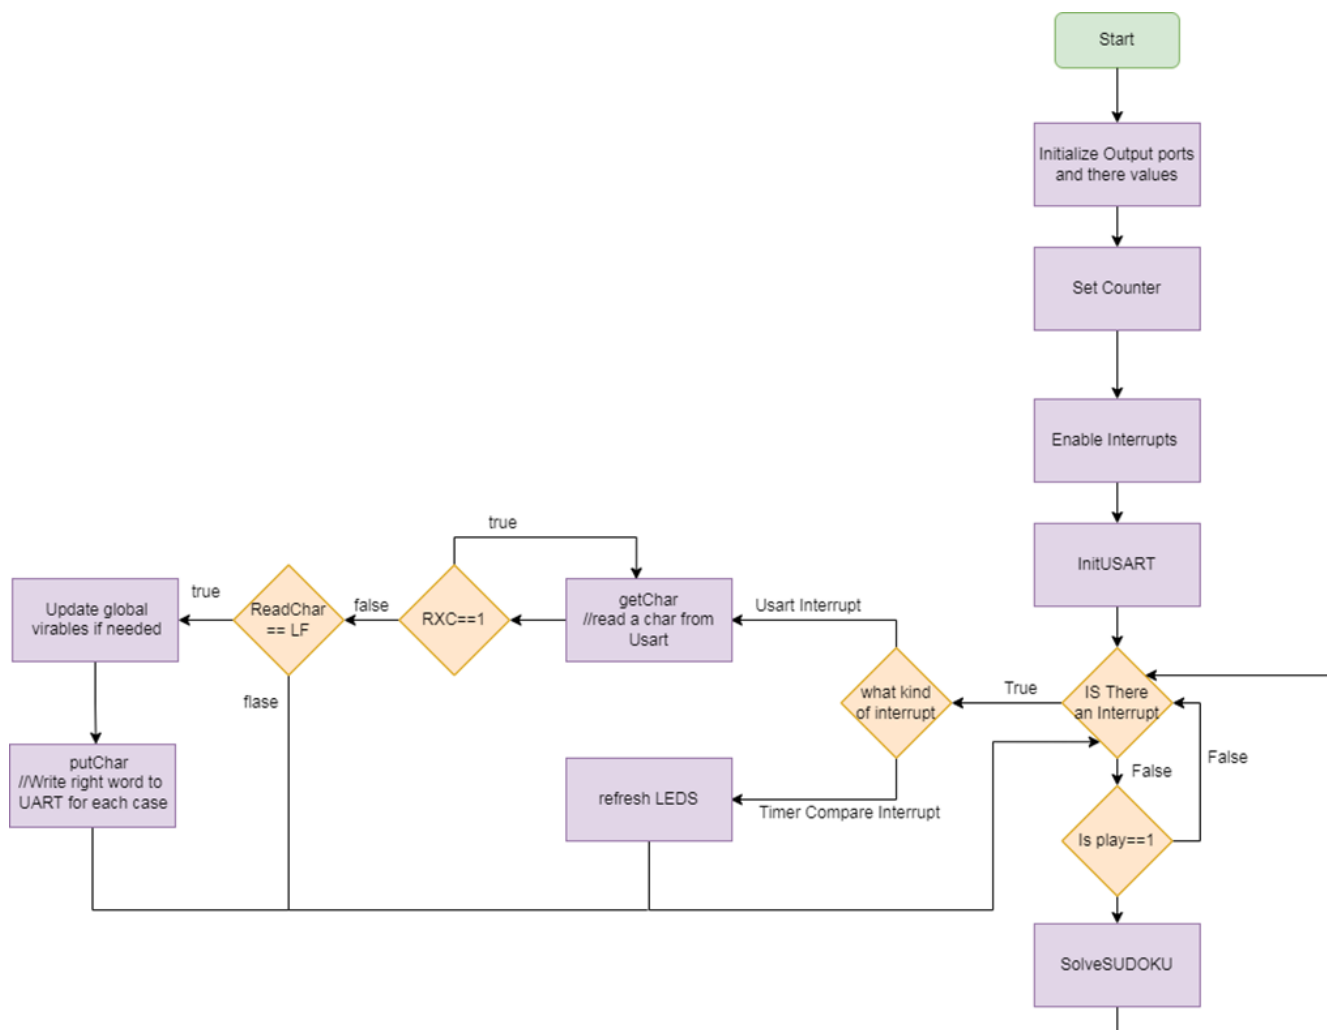 Start
Initialize Output ports
and there values
Set Counter
Enable Interrupts
InitUSART
IS There
an Interrupt
True
False
False
Is play==1
SolveSUDOKU
what kind
of interrupt
Usart Interrupt
Timer Compare Interrupt
getChar
//read a char from
Usart
true
RXC==1
false
ReadChar
== LF
true
flase
Update global
virables if needed
putChar
//Write right word to
UART for each case
refresh LEDS